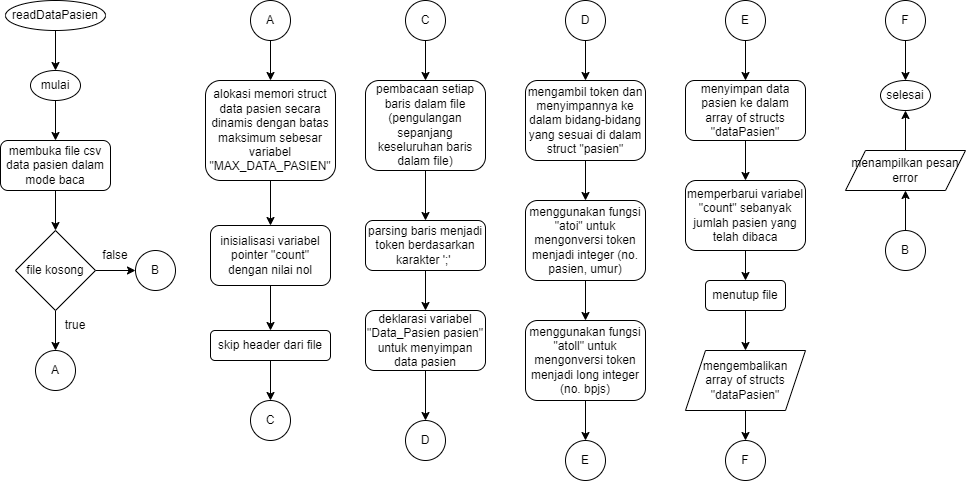 readDataPasien
mulai
membuka file csv
data pasien dalam
mode baca
file kosong
false
B
true
A
A
alokasi memori struct
data pasien secara
dinamis dengan batas
maksimum sebesar
variabel
"MAX_DATA_PASIEN"
inisialisasi variabel
pointer "count"
dengan nilai nol
skip header dari file
C
C
pembacaan setiap
baris dalam file
(pengulangan
sepanjang
keseluruhan baris
dalam file)
parsing baris menjadi
token berdasarkan
karakter ';'
deklarasi variabel
"Data_Pasien pasien"
untuk menyimpan
data pasien
D
D
mengambil token dan
menyimpannya ke
dalam bidang-bidang
yang sesuai di dalam
struct "pasien"
menggunakan fungsi
"atoi" untuk
mengonversi token
menjadi integer (no.
pasien, umur)
menggunakan fungsi
"atoll" untuk
mengonversi token
menjadi long integer
(no. bpjs)
E
E
menyimpan data
pasien ke dalam
array of structs
"dataPasien"
memperbarui variabel
"count" sebanyak
jumlah pasien yang
telah dibaca
menutup file
mengembalikan
array of structs
"dataPasien"
F
F
selesai
menampilkan pesan
error
B